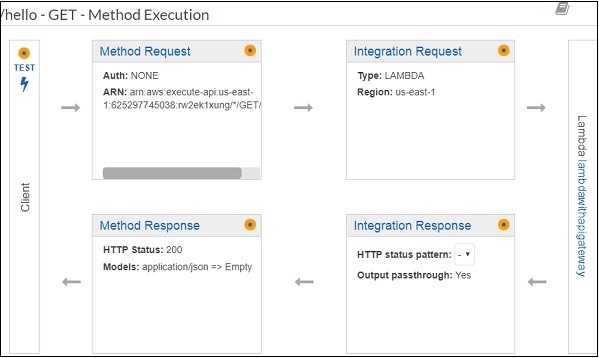 /hello - GET - Method Execution
TEST
Client
Method Request
Auth: NONE
ARN: arn:aws:execute-api:us-east-
1:625297745038:rw2ek1xung/*/GET/
Integration Request
Type: LAMBDA
Region: us-east-1
Lambda lambdawithapigateway
Method Response
HTTP Status: 200
Models: application/json => Empty
Integration Response
HTTP status pattern: -
Output passthrough: Yes